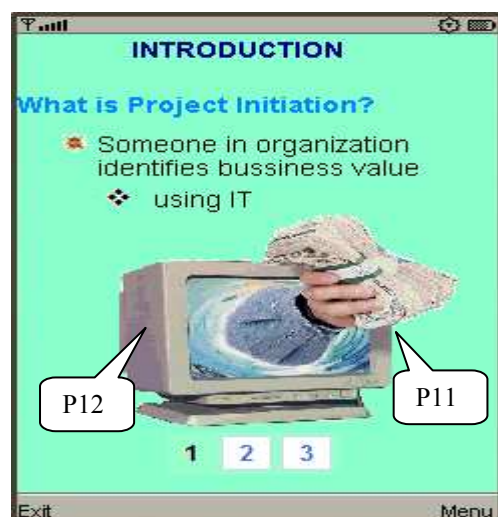 INTRODUCTION
What is Project Initiation?
Someone in organization
identifies bussiness value
using IT
P12
P11
1 2 3
Exit Menu